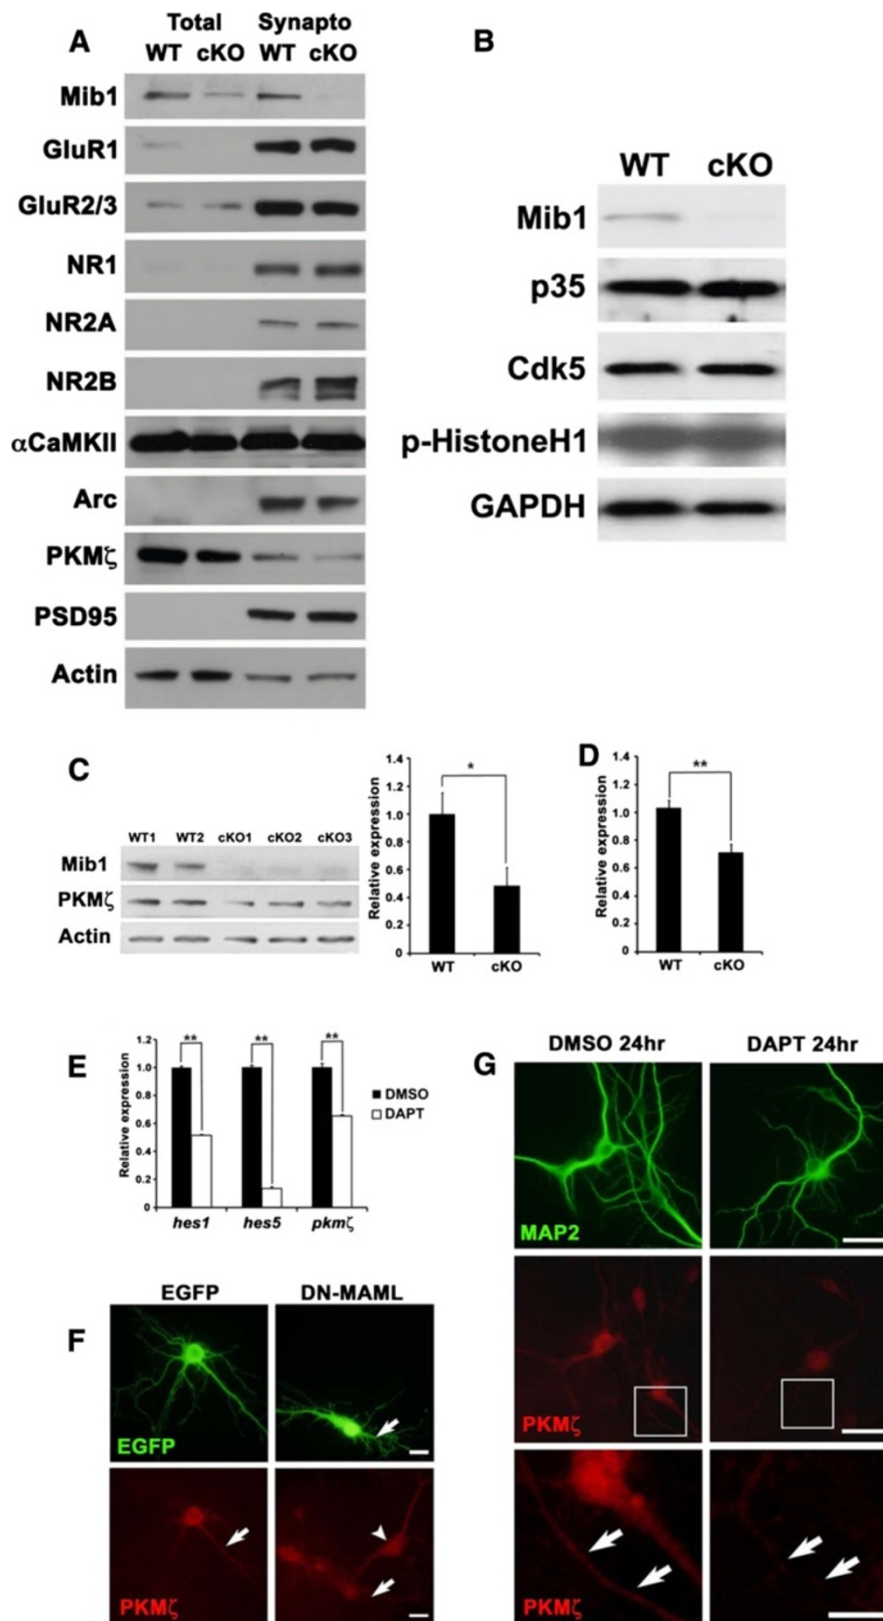 A
Total Synapto
WT cKO WT cKO
Mib1
GluR1
GluR2/3
NR1
NR2A
NR2B
αCaMKII
Arc
PKMζ
PSD95
Actin
B
WT cKO
Mib1
p35
Cdk5
p-HistoneH1
GAPDH
C
WT1 WT2 cKO1 cKO2 cKO3
Mib1
PKMζ
Actin
Relative expression
1.4
1.2
1.0
0.8
0.6
0.4
0.2
0
*
WT cKO
D
Relative expression
1.4
1.2
1.0
0.8
0.6
0.4
0.2
0
**
WT cKO
E
Relative expression
1.2
1.0
0.8
0.6
0.4
0.2
0
** ** **
DMSO
DAPT
hes1 hes5 pkmζ
F
EGFP DN-MAML
EGFP
PKMζ
G
DMSO 24hr DAPT 24hr
MAP2
PKMζ
PKMζ